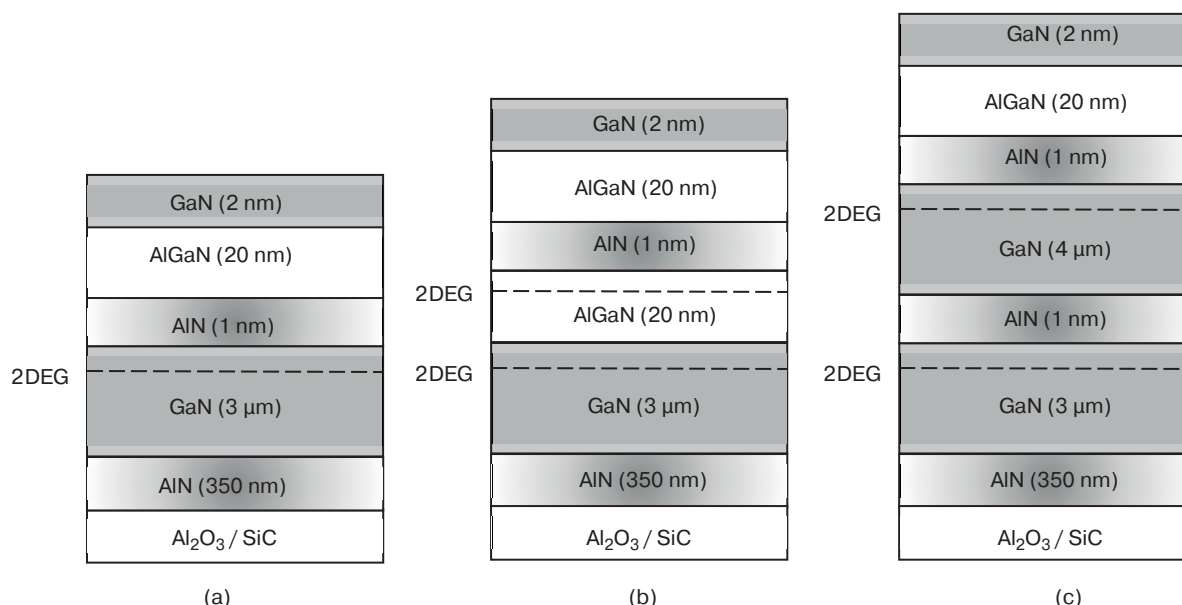 GaN (2 nm)
AlGaN (20 nm)
AlN (1 nm)
2DEG
GaN (3 μm)
AlN (350 nm)
Al₂O₃ / SiC
(a)
GaN (2 nm)
AlGaN (20 nm)
AlN (1 nm)
2DEG
AlGaN (20 nm)
2DEG
GaN (3 μm)
AlN (350 nm)
Al₂O₃ / SiC
(b)
GaN (2 nm)
AlGaN (20 nm)
AlN (1 nm)
2DEG
GaN (4 μm)
AlN (1 nm)
2DEG
GaN (3 μm)
AlN (350 nm)
Al₂O₃ / SiC
(c)